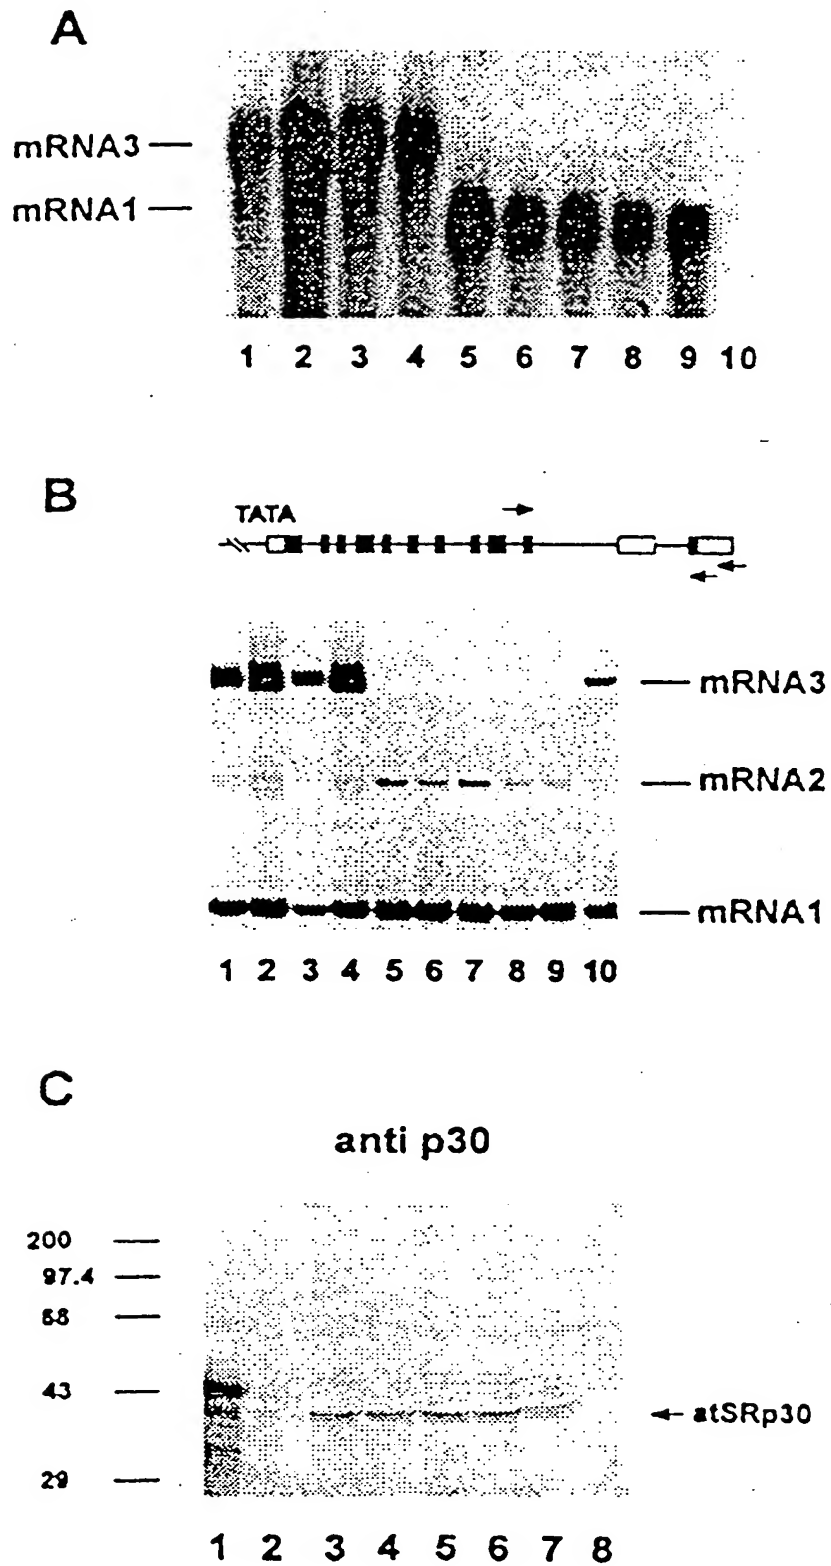 A
mRNA3
mRNA1
1 2 3 4 5 6 7 8 9 10
B
TATA
mRNA3
mRNA2
mRNA1
1 2 3 4 5 6 7 8 9 10
C
anti p30
200
97.4
68
43
atSRp30
29
1 2 3 4 5 6 7 8